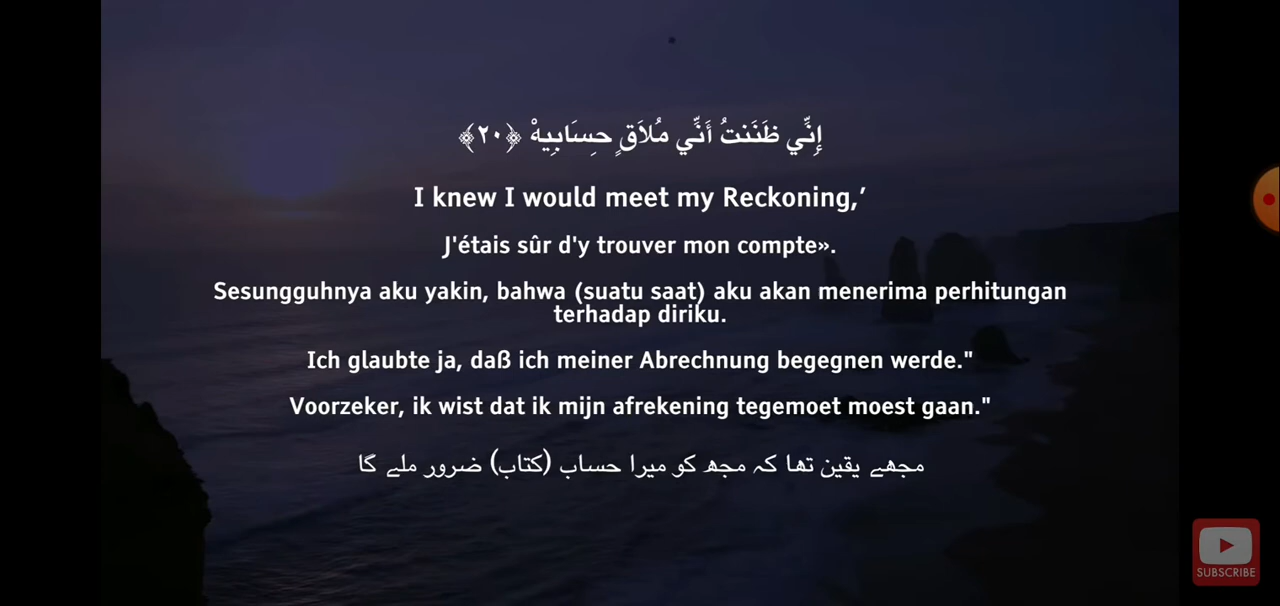 إِنِّي ظَنَنتُ أَنِّي مُلَاقٍ حِسَابِيهْ ﴿٢٠﴾
I knew I would meet my Reckoning,’
J'étais sûr d'y trouver mon compte».
Sesungguhnya aku yakin, bahwa (suatu saat) aku akan menerima perhitungan
terhadap diriku.
Ich glaubte ja, daß ich meiner Abrechnung begegnen werde."
Voorzeker, ik wist dat ik mijn afrekening tegemoet moest gaan."
مجھے یقین تھا کہ مجھ کو میرا حساب (کتاب) ضرور ملے گا
SUBSCRIBE